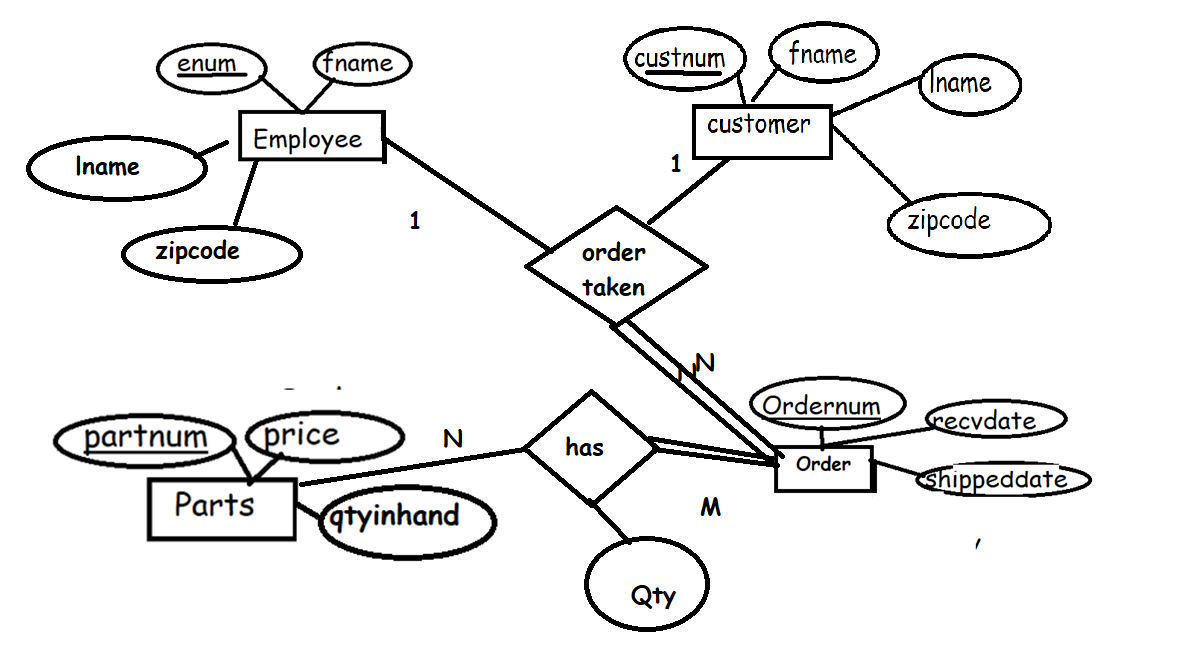 enum
fname
custnum
fname
lname
Employee
customer
lname
1
1
zipcode
zipcode
order
taken
N
N
Ordernum
recvdate
partnum
price
N
has
Order
shippeddate
Parts
qtyinhand
M
Qty